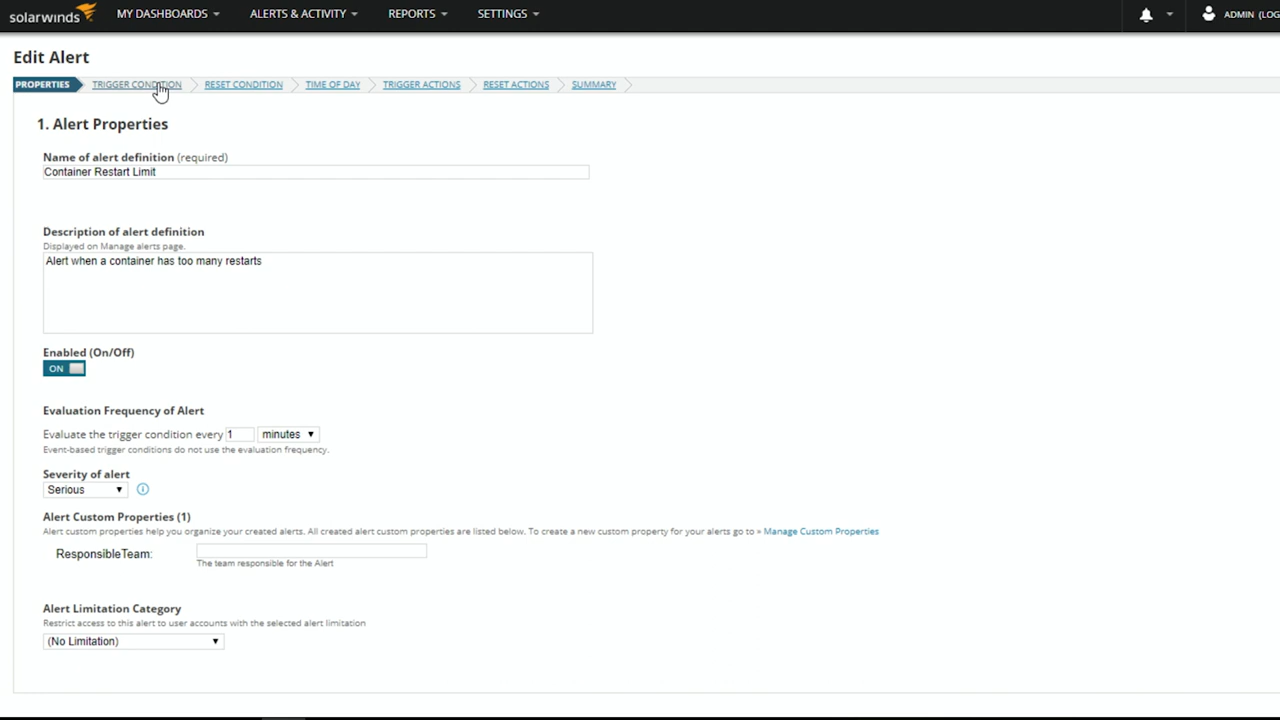 solarwinds MY DASHBOARDS ALERTS & ACTIVITY REPORTS SETTINGS ADMIN (LOG
Edit Alert
PROPERTIES TRIGGER CONDITION RESET CONDITION TIME OF DAY TRIGGER ACTIONS RESET ACTIONS SUMMARY
1. Alert Properties
Name of alert definition (required)
Container Restart Limit
Description of alert definition
Displayed on Manage alerts page.
Alert when a container has too many restarts
Enabled (On/Off)
ON
Evaluation Frequency of Alert
Evaluate the trigger condition every 1 minutes
Event-based trigger conditions do not use the evaluation frequency.
Severity of alert
Serious
Alert Custom Properties (1)
Alert custom properties help you organize your created alerts. All created alert custom properties are listed below. To create a new custom property for your alerts go to » Manage Custom Properties
ResponsibleTeam:
The team responsible for the Alert
Alert Limitation Category
Restrict access to this alert to user accounts with the selected alert limitation
(No Limitation)